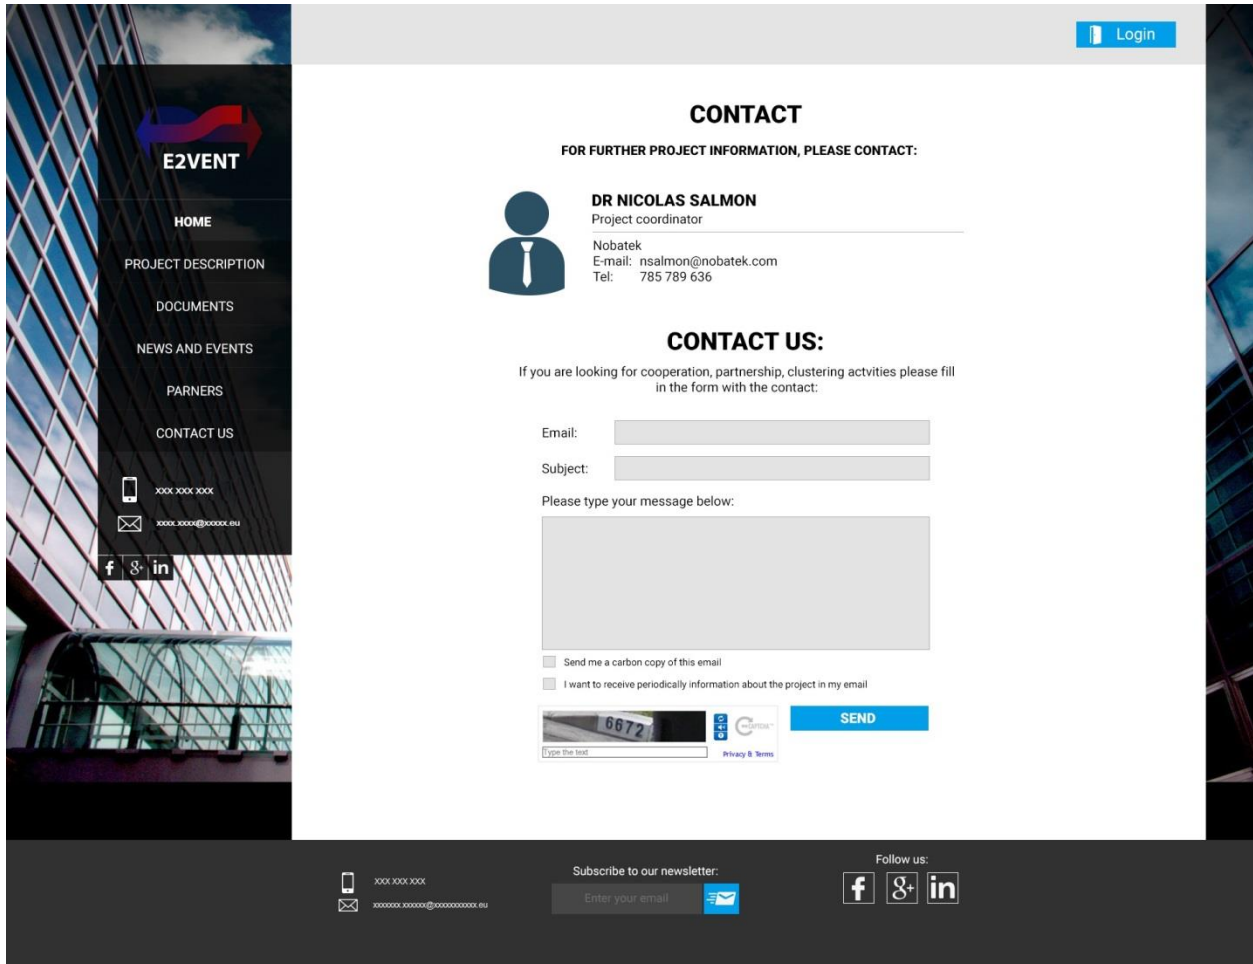 Login
E2VENT
HOME
PROJECT DESCRIPTION
DOCUMENTS
NEWS AND EVENTS
PARNERS
CONTACT US
xxx xxx xxx
xxxx.xxxx@xxxxx.eu
f g+ in
CONTACT
FOR FURTHER PROJECT INFORMATION, PLEASE CONTACT:
DR NICOLAS SALMON
Project coordinator
Nobatek
E-mail: nsalmon@nobatek.com
Tel: 785 789 636
CONTACT US:
If you are looking for cooperation, partnership, clustering actvities please fill
in the form with the contact:
Email:
Subject:
Please type your message below:
Send me a carbon copy of this email
I want to receive periodically information about the project in my email
6672
Type the text
Privacy & Terms
SEND
xxx xxx xxx
Subscribe to our newsletter:
Enter your email
Follow us:
f g+ in